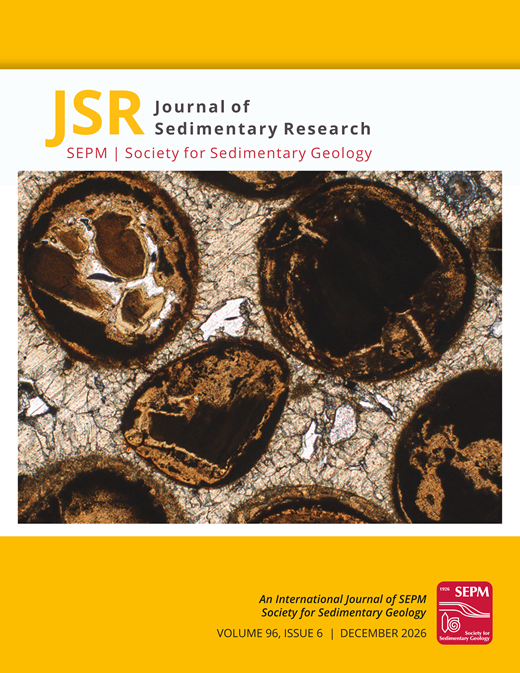 JSR
Journal of
Sedimentary Research
SEPM | Society for Sedimentary Geology
An International Journal of SEPM
Society for Sedimentary Geology
VOLUME 96, ISSUE 6 | DECEMBER 2026
1926 SEPM
Society for
Sedimentary Geology